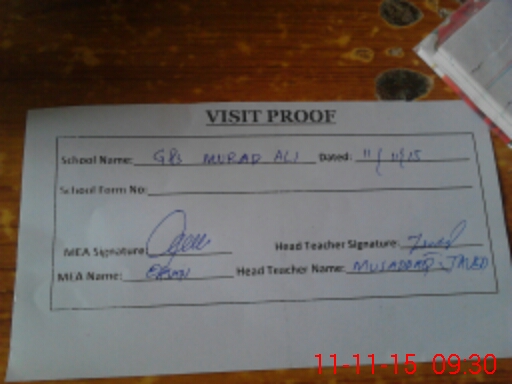 VISIT PROOF
School Name: GPS MURAD ALI Dated: 11/11/15
School Form No:
MEA Signature Head Teacher Signature
MEA Name: Head Teacher Name: MUSADDAQ JAVED
11-11-15 09.30